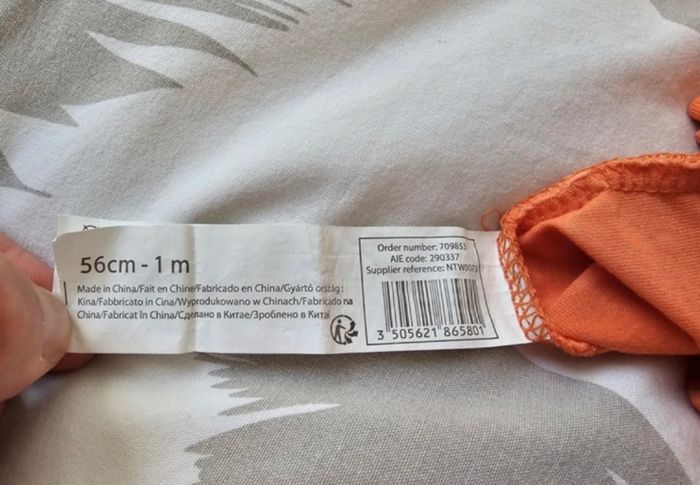 56cm - 1 m
Made in China/Fait en Chine/Fabricado en China/Gyártó ország:
Kína/Fabbricato in Cina/Wyprodukowano w Chinach/Fabricado na
China/Fabricat în China/Сделано в Китае/Зроблено в Китаї
Order number: 709853
AIE code: 290337
Supplier reference: NTW0073
3 505621 865801